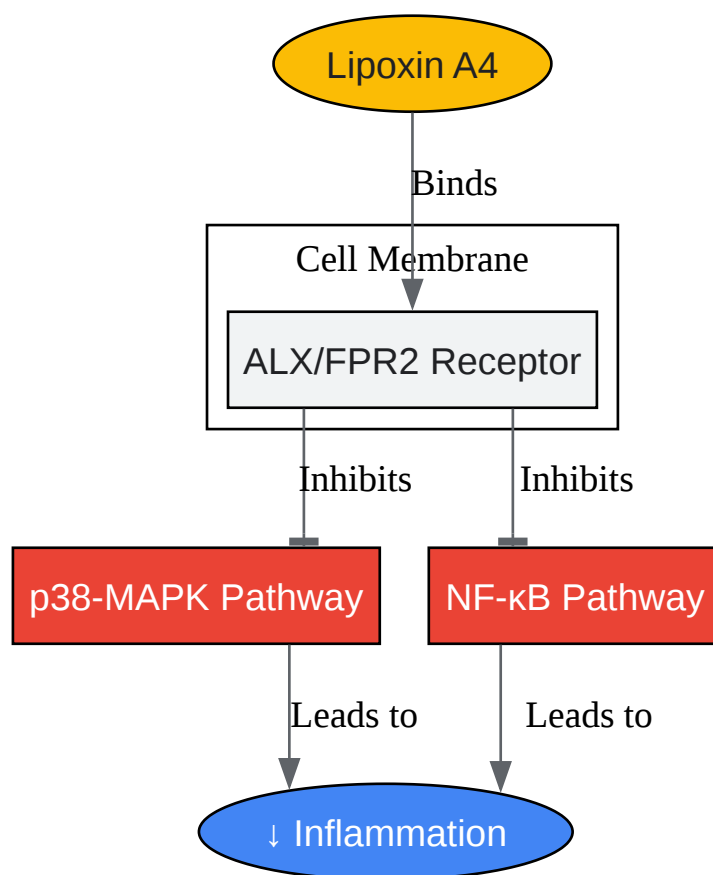 Lipoxin A4
Binds
Cell Membrane
ALX/FPR2 Receptor
Inhibits
Inhibits
p38-MAPK Pathway
NF-κB Pathway
Leads to
Leads to
↓ Inflammation